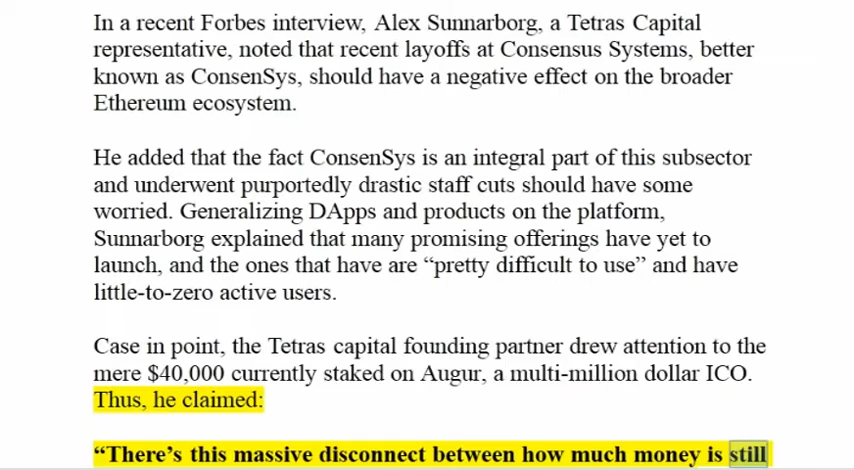 In a recent Forbes interview, Alex Sunnarborg, a Tetras Capital
representative, noted that recent layoffs at Consensus Systems, better
known as ConsenSys, should have a negative effect on the broader
Ethereum ecosystem.
He added that the fact ConsenSys is an integral part of this subsector
and underwent purportedly drastic staff cuts should have some
worried. Generalizing DApps and products on the platform,
Sunnarborg explained that many promising offerings have yet to
launch, and the ones that have are “pretty difficult to use” and have
little-to-zero active users.
Case in point, the Tetras capital founding partner drew attention to the
mere $40,000 currently staked on Augur, a multi-million dollar ICO.
Thus, he claimed:
“There’s this massive disconnect between how much money is still